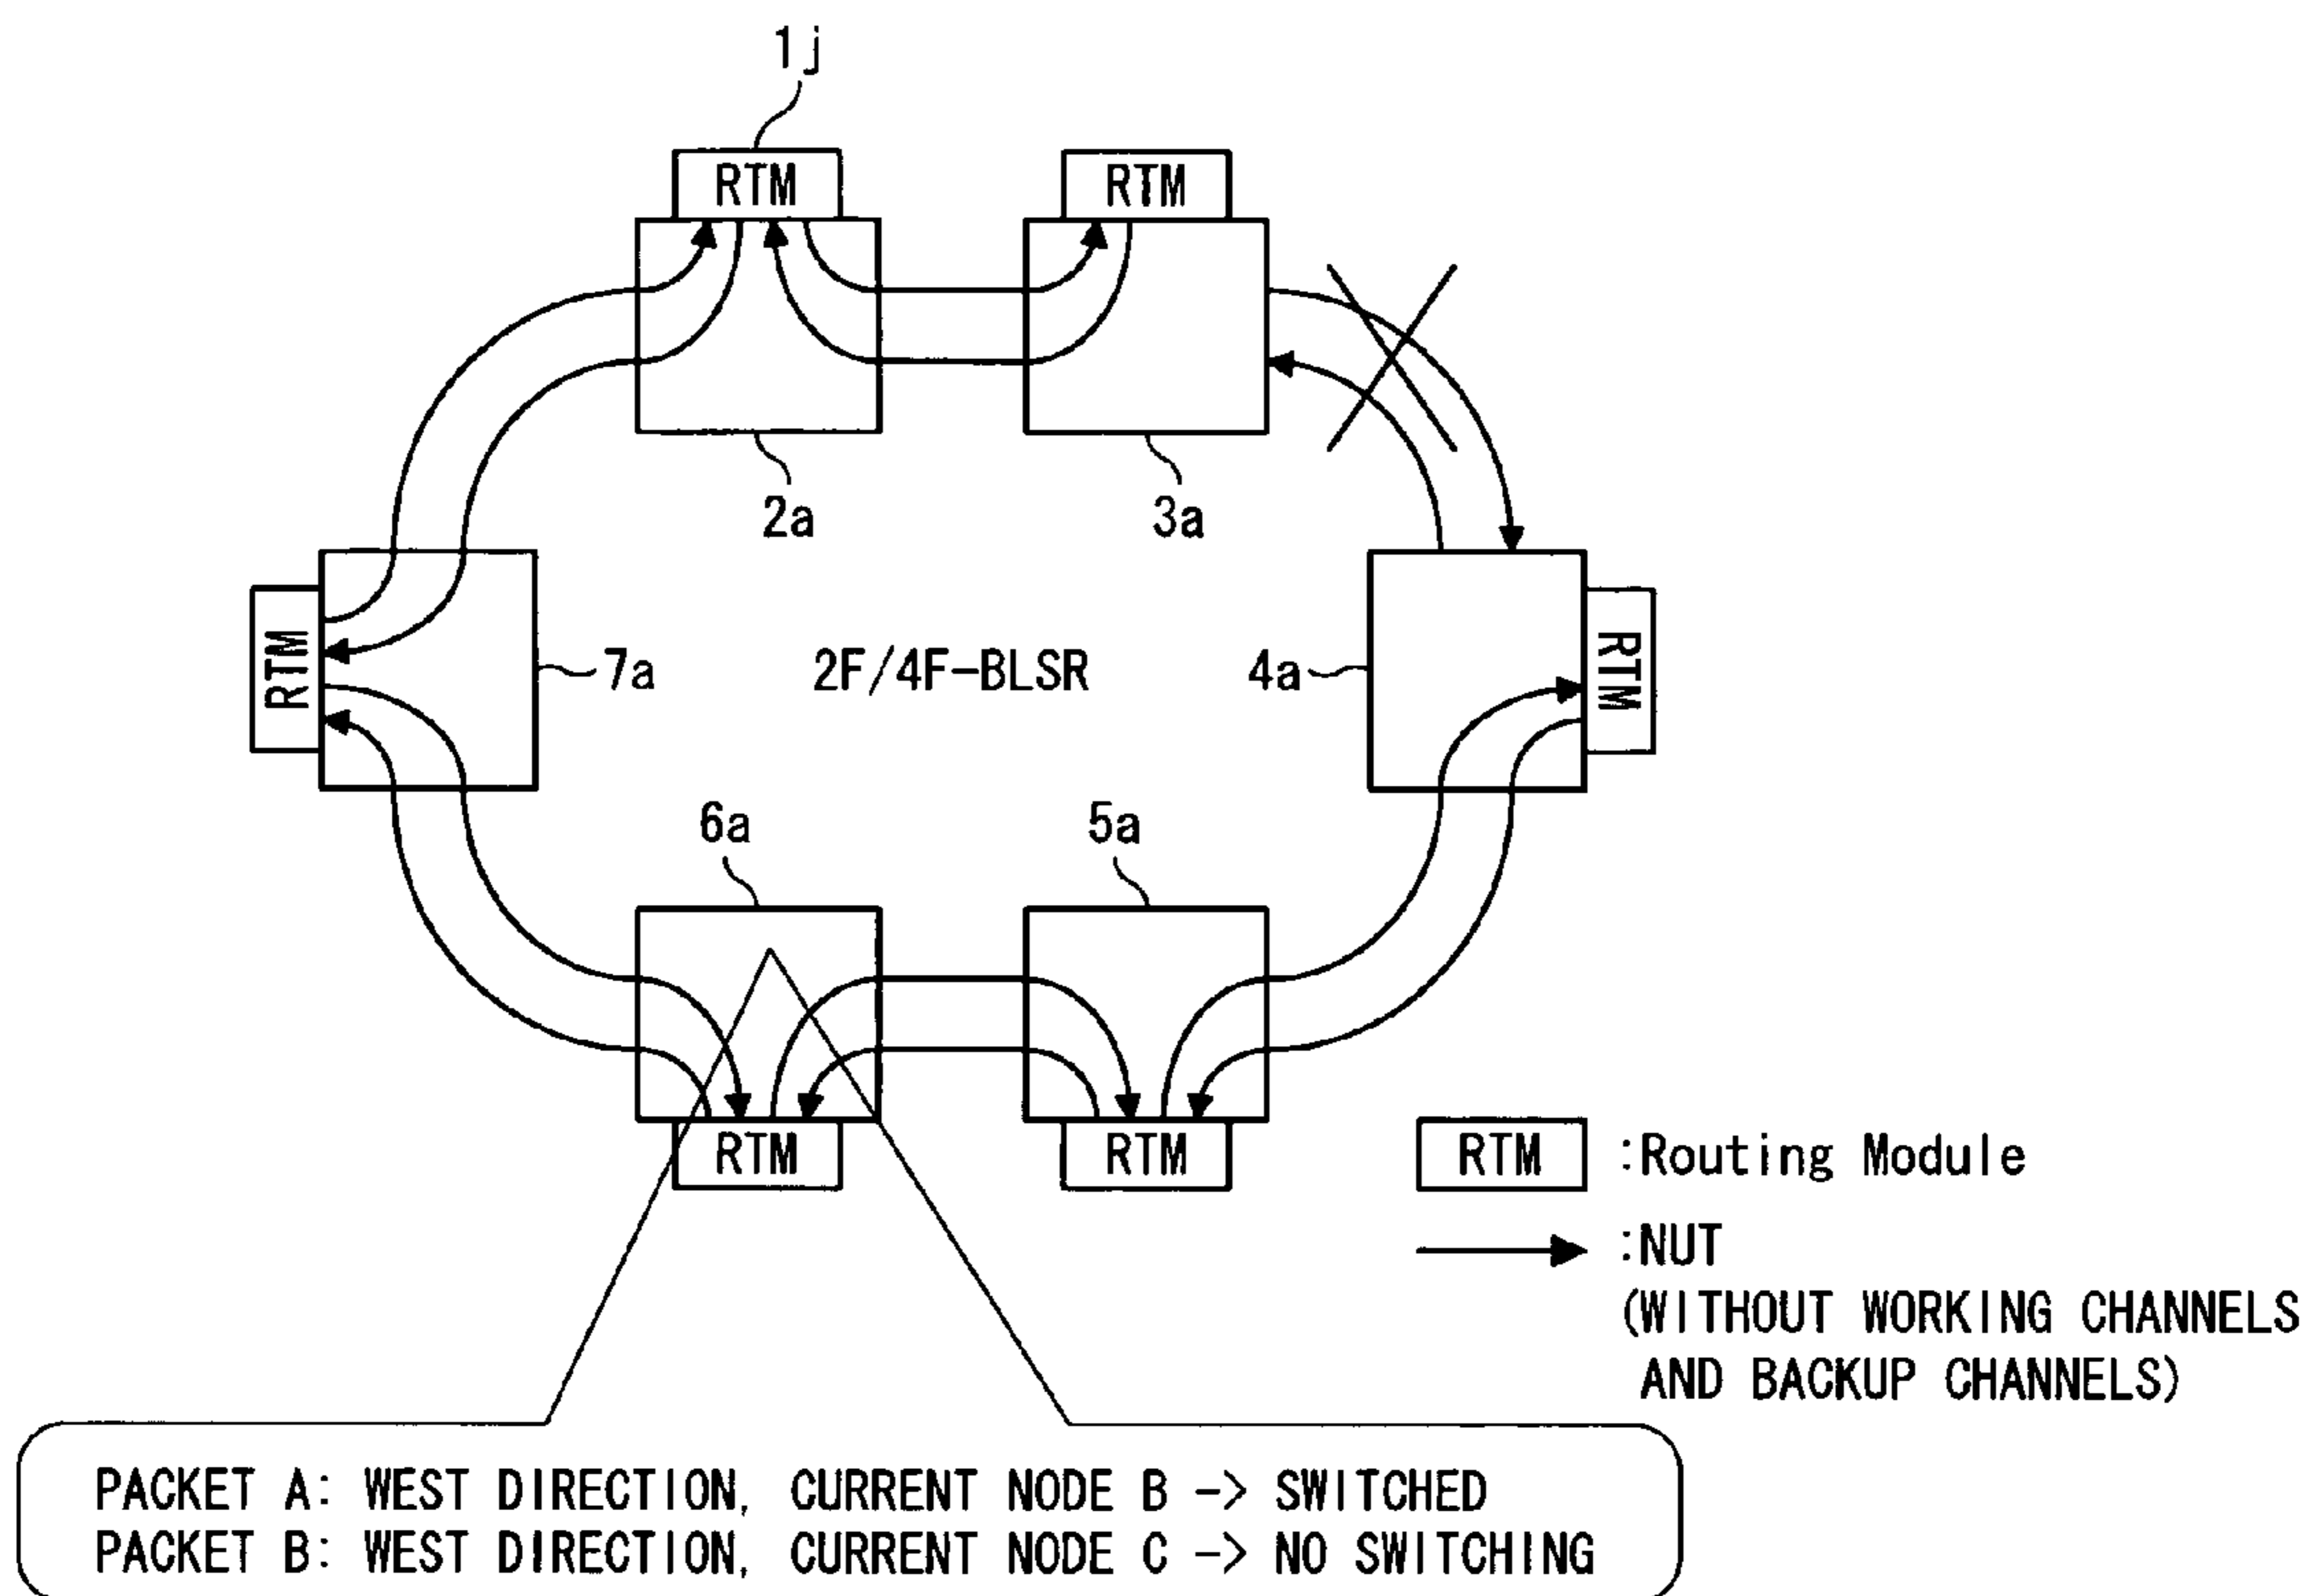 1j
RTM
RTM
2a
3a
RTM
7a
2F/4F-BLSR
4a
RTM
6a
5a
RTM
RTM
RTM :Routing Module
:NUT
(WITHOUT WORKING CHANNELS
AND BACKUP CHANNELS)
PACKET A: WEST DIRECTION, CURRENT NODE B -> SWITCHED
PACKET B: WEST DIRECTION, CURRENT NODE C -> NO SWITCHING